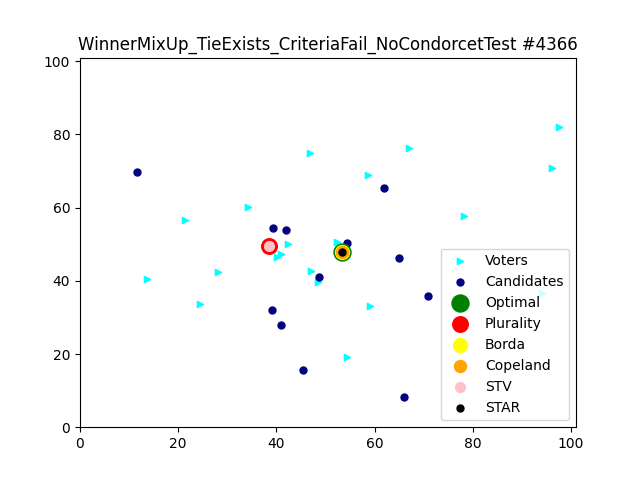 WinnerMixUp_TieExists_CriteriaFail_NoCondorcetTest #4366
100
80
60
40
20
0
0 20 40 60 80 100
Voters
Candidates
Optimal
Plurality
Borda
Copeland
STV
STAR